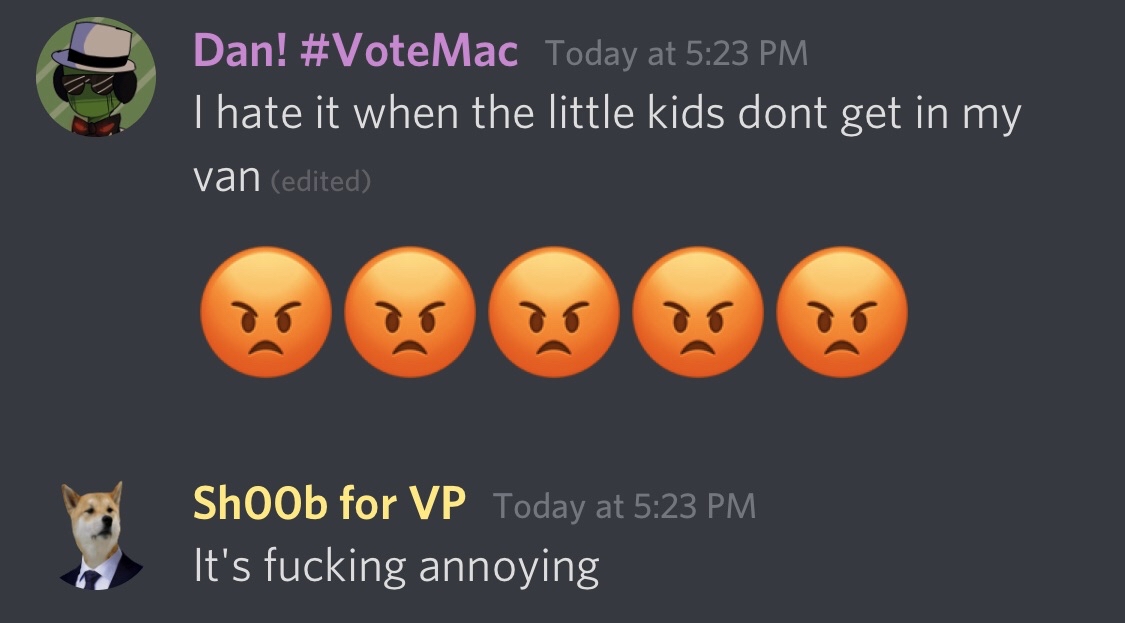 Dan! #VoteMac Today at 5:23 PM
I hate it when the little kids dont get in my
van (edited)
😡😡😡😡😡
Sh00b for VP Today at 5:23 PM
It's fucking annoying